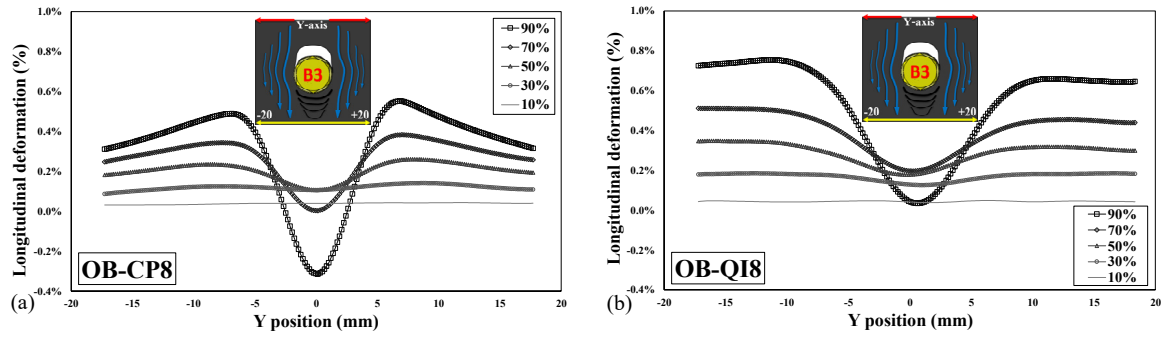 Longitudinal deformation (%)
1.0%
0.8%
0.6%
0.4%
0.2%
0.0%
-0.2%
-0.4%
Y-axis
B3
-20 +20
90%
70%
50%
30%
10%
OB-CP8
-20 -15 -10 -5 0 5 10 15 20
(a)
Y position (mm)
Longitudinal deformation (%)
1.0%
0.8%
0.6%
0.4%
0.2%
0.0%
-0.2%
-0.4%
Y-axis
B3
-20 +20
90%
70%
50%
30%
10%
OB-QI8
-20 -15 -10 -5 0 5 10 15 20
(b)
Y position (mm)